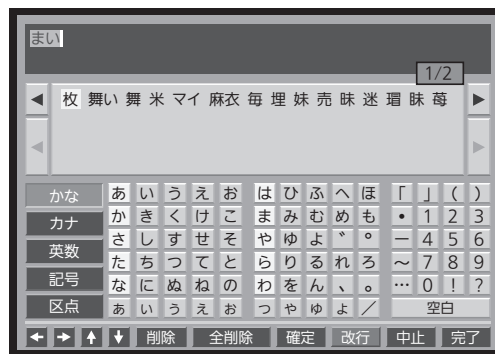 まい
1/2
◀ 枚 舞い 舞 米 マイ 麻衣 毎 埋 妹 売 昧 迷 瑁 眛 苺 ▶
◀ ▶
かな あ い う え お は ひ ふ へ ほ 「 」 ( )
カナ か き く け こ ま み む め も ・ 1 2 3
英数 さ し す せ そ や ゆ よ ゛ ゜ ー 4 5 6
た ち つ て と ら り る れ ろ ～ 7 8 9
記号 な に ぬ ね の わ を ん 、 。 … 0 ! ?
区点 ぁ ぃ ぅ ぇ ぉ っ ゃ ゅ ょ / 空白
← → ↑ ↓ 削除 全削除 確定 改行 中止 完了